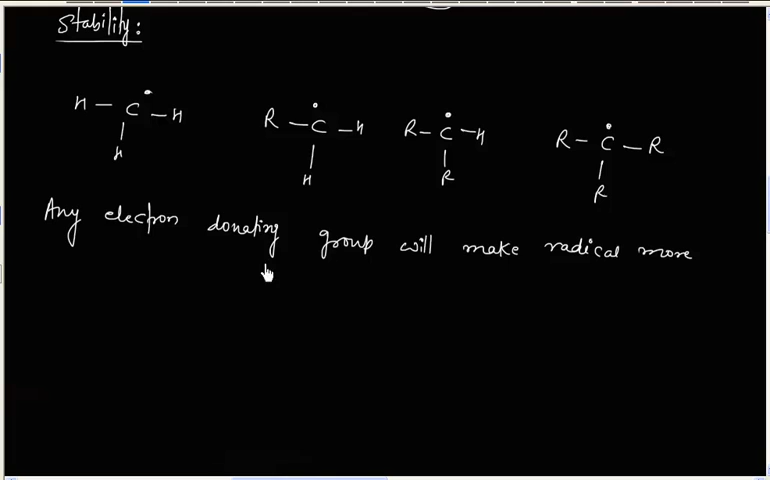 Stability:
H — C — H R — C — H R — C — H R — C — R
H H R R
Any electron donating group will make radical more